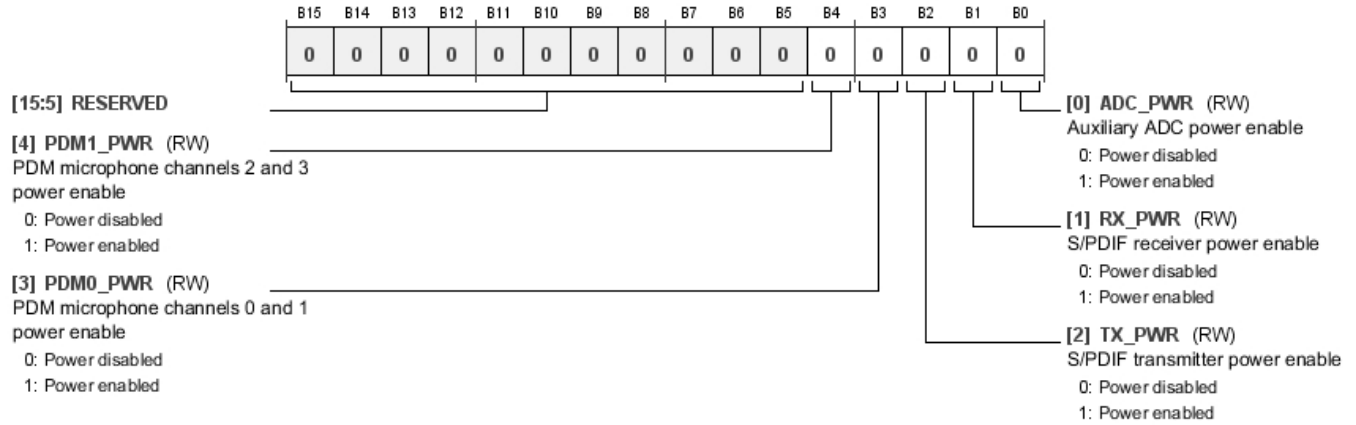 B15 B14 B13 B12 B11 B10 B9 B8 B7 B6 B5 B4 B3 B2 B1 B0
0 0 0 0 0 0 0 0 0 0 0 0 0 0 0 0
[15:5] RESERVED
[4] PDM1_PWR (RW)
PDM microphone channels 2 and 3
power enable
0: Power disabled
1: Power enabled
[3] PDM0_PWR (RW)
PDM microphone channels 0 and 1
power enable
0: Power disabled
1: Power enabled
[0] ADC_PWR (RW)
Auxiliary ADC power enable
0: Power disabled
1: Power enabled
[1] RX_PWR (RW)
S/PDIF receiver power enable
0: Power disabled
1: Power enabled
[2] TX_PWR (RW)
S/PDIF transmitter power enable
0: Power disabled
1: Power enabled